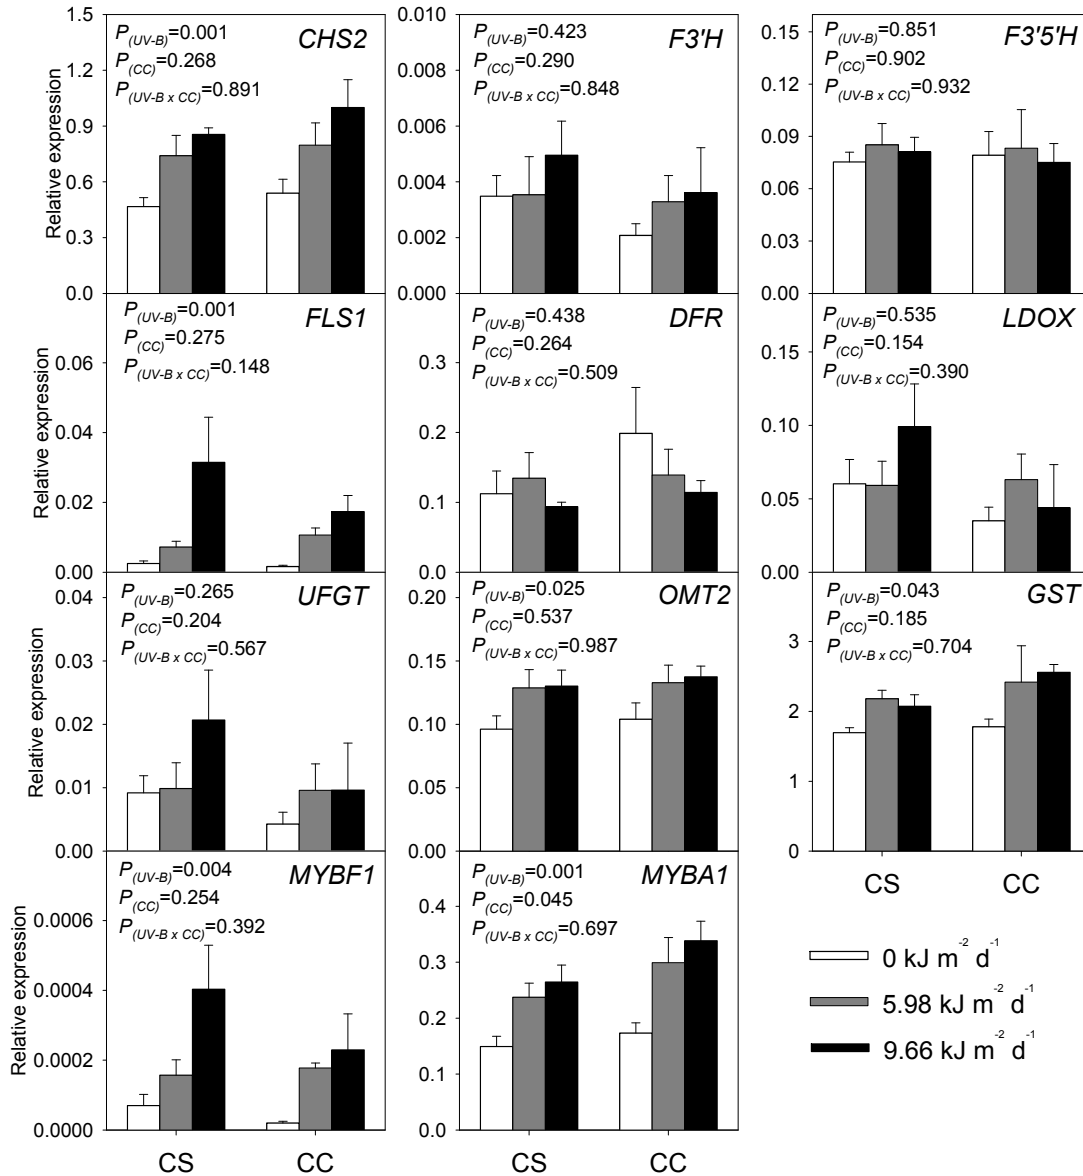 CHS2
P(UV-B)=0.001
P(CC)=0.268
P(UV-B x CC)=0.891
Relative expression
1.5
1.2
0.9
0.6
0.3
0.0
F3'H
P(UV-B)=0.423
P(CC)=0.290
P(UV-B x CC)=0.848
0.010
0.008
0.006
0.004
0.002
0.000
F3'5'H
P(UV-B)=0.851
P(CC)=0.902
P(UV-B x CC)=0.932
0.15
0.12
0.09
0.06
0.03
0.00
FLS1
P(UV-B)=0.001
P(CC)=0.275
P(UV-B x CC)=0.148
Relative expression
0.06
0.04
0.02
0.00
DFR
P(UV-B)=0.438
P(CC)=0.264
P(UV-B x CC)=0.509
0.3
0.2
0.1
0.0
LDOX
P(UV-B)=0.535
P(CC)=0.154
P(UV-B x CC)=0.390
0.15
0.10
0.05
0.00
UFGT
P(UV-B)=0.265
P(CC)=0.204
P(UV-B x CC)=0.567
Relative expression
0.04
0.03
0.02
0.01
0.00
OMT2
P(UV-B)=0.025
P(CC)=0.537
P(UV-B x CC)=0.987
0.20
0.15
0.10
0.05
0.00
GST
P(UV-B)=0.043
P(CC)=0.185
P(UV-B x CC)=0.704
3
2
1
0
CS CC
MYBF1
P(UV-B)=0.004
P(CC)=0.254
P(UV-B x CC)=0.392
Relative expression
0.0006
0.0004
0.0002
0.0000
CS CC
MYBA1
P(UV-B)=0.001
P(CC)=0.045
P(UV-B x CC)=0.697
0.4
0.3
0.2
0.1
0.0
CS CC
0 kJ m⁻² d⁻¹
5.98 kJ m⁻² d⁻¹
9.66 kJ m⁻² d⁻¹